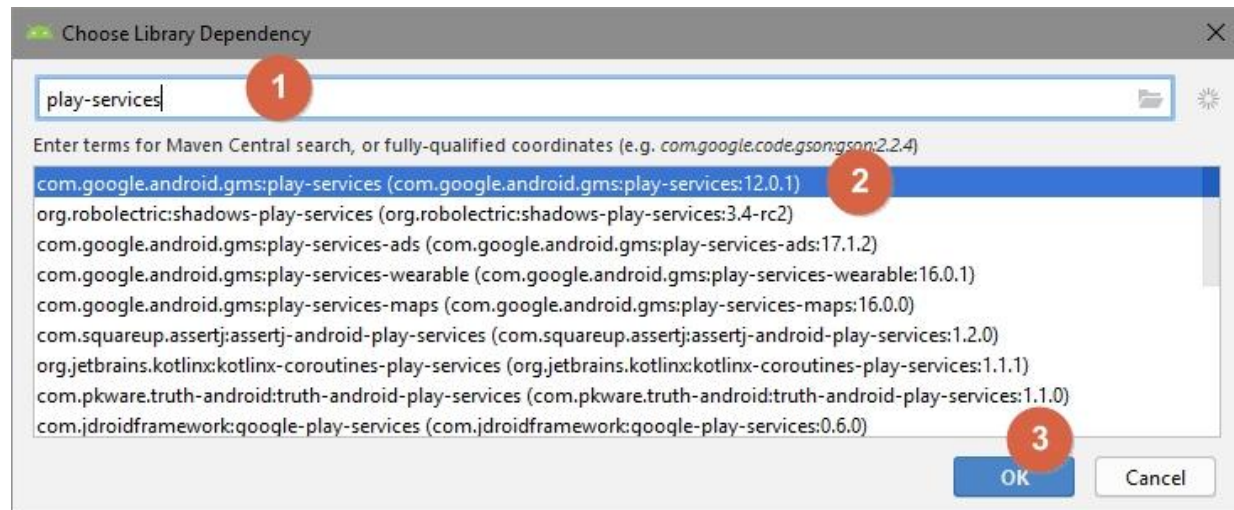 Choose Library Dependency
1
play-services
Enter terms for Maven Central search, or fully-qualified coordinates (e.g. com.google.code.gson:gson:2.2.4)
2
com.google.android.gms:play-services (com.google.android.gms:play-services:12.0.1)
org.robolectric:shadows-play-services (org.robolectric:shadows-play-services:3.4-rc2)
com.google.android.gms:play-services-ads (com.google.android.gms:play-services-ads:17.1.2)
com.google.android.gms:play-services-wearable (com.google.android.gms:play-services-wearable:16.0.1)
com.google.android.gms:play-services-maps (com.google.android.gms:play-services-maps:16.0.0)
com.squareup.assertj:assertj-android-play-services (com.squareup.assertj:assertj-android-play-services:1.2.0)
org.jetbrains.kotlinx:kotlinx-coroutines-play-services (org.jetbrains.kotlinx:kotlinx-coroutines-play-services:1.1.1)
com.pkware.truth-android:truth-android-play-services (com.pkware.truth-android:truth-android-play-services:1.1.0)
com.jdroidframework:google-play-services (com.jdroidframework:google-play-services:0.6.0)
3
OK Cancel